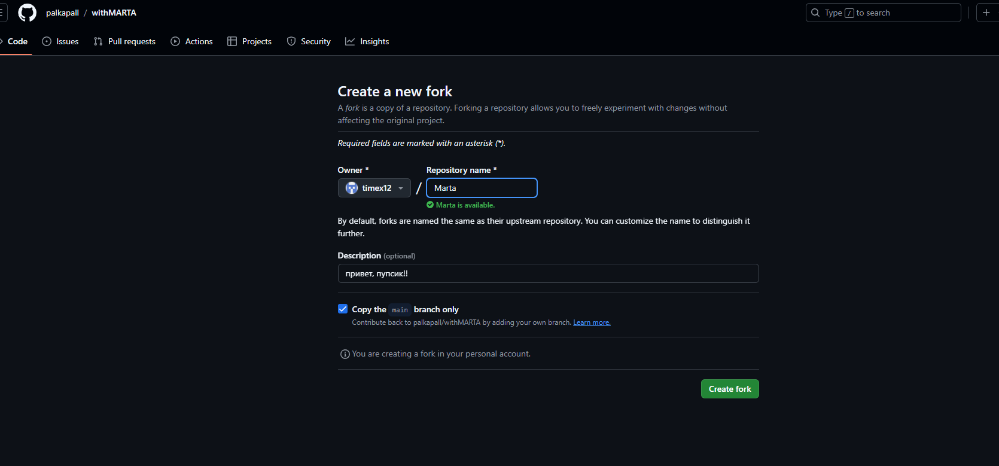 palkapall / withMARTA
Type / to search
Code Issues Pull requests Actions Projects Security Insights
Create a new fork
A fork is a copy of a repository. Forking a repository allows you to freely experiment with changes without
affecting the original project.
Required fields are marked with an asterisk (*).
Owner * Repository name *
timex12 / Marta
Marta is available.
By default, forks are named the same as their upstream repository. You can customize the name to distinguish it
further.
Description (optional)
привет, пупсик!!
Copy the main branch only
Contribute back to palkapall/withMARTA by adding your own branch. Learn more.
You are creating a fork in your personal account.
Create fork